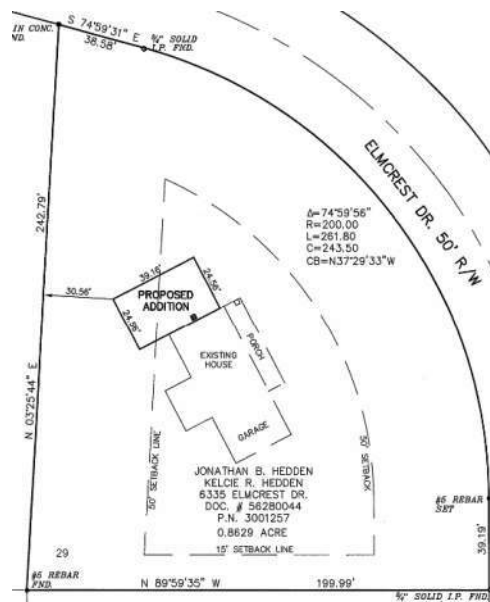 IN CONC.
ND.
S 74°59'31" E
38.58'
¾" SOLID
I.P. FND.
ELMCREST DR. 50' R/W
Δ=74°59'56"
R=200.00
L=261.80
C=243.50
CB=N37°29'33"W
242.79'
N 03°25'44" E
30.56'
39.16'
24.56'
24.56'
PROPOSED
ADDITION
PORCH
EXISTING
HOUSE
GARAGE
50' SETBACK LINE
50' SETBACK
JONATHAN B. HEDDEN
KELCIE R. HEDDEN
6335 ELMCREST DR.
DOC. # 56280044
P.N. 3001257
0.8629 ACRE
15' SETBACK LINE
#5 REBAR
SET
39.19'
29
#5 REBAR
FND.
N 89°59'35" W
199.99'
¾" SOLID I.P. FND.